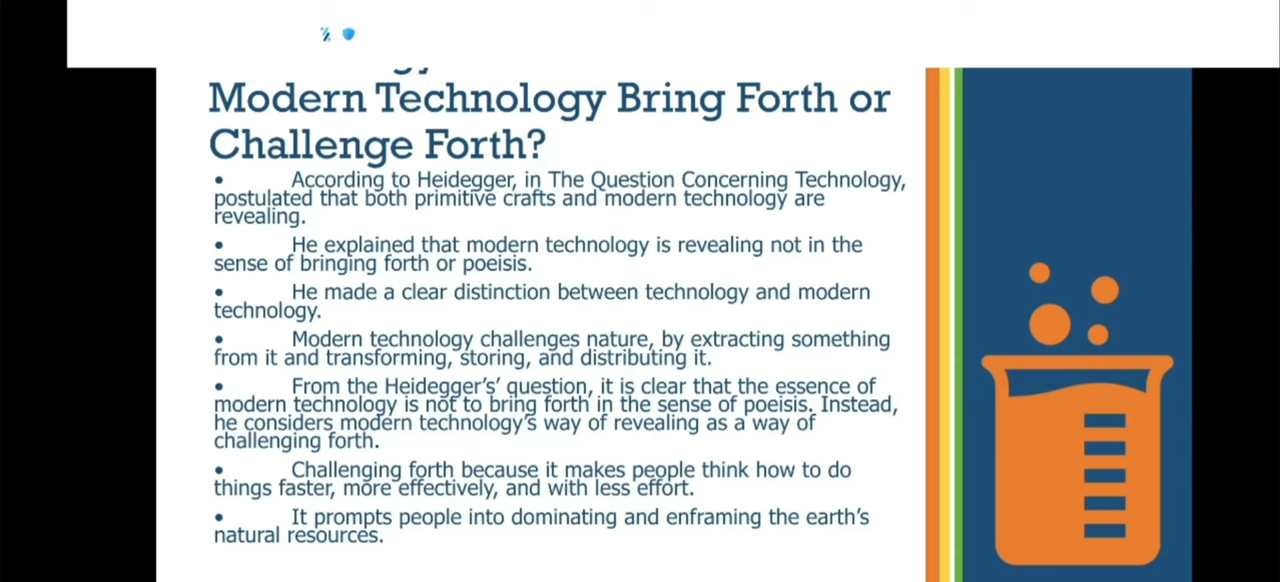 Modern Technology Bring Forth or
Challenge Forth?
• According to Heidegger, in The Question Concerning Technology,
postulated that both primitive crafts and modern technology are
revealing.
• He explained that modern technology is revealing not in the
sense of bringing forth or poeisis.
• He made a clear distinction between technology and modern
technology.
• Modern technology challenges nature, by extracting something
from it and transforming, storing, and distributing it.
• From the Heidegger's' question, it is clear that the essence of
modern technology is not to bring forth in the sense of poeisis. Instead,
he considers modern technology's way of revealing as a way of
challenging forth.
• Challenging forth because it makes people think how to do
things faster, more effectively, and with less effort.
• It prompts people into dominating and enframing the earth's
natural resources.